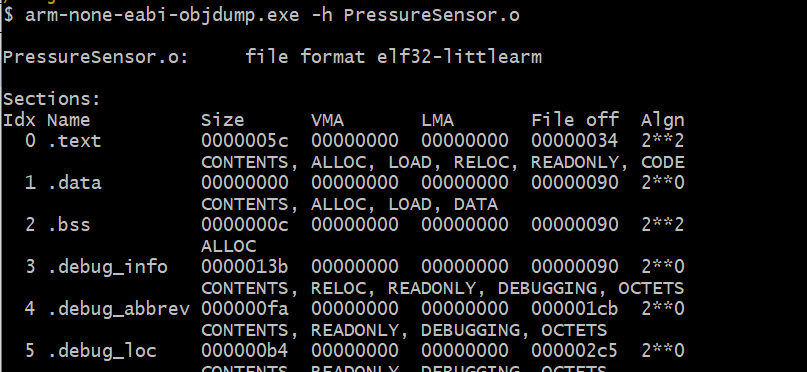 $ arm-none-eabi-objdump.exe -h PressureSensor.o
PressureSensor.o:     file format elf32-littlearm
Sections:
Idx Name          Size      VMA       LMA       File off  Algn
  0 .text         0000005c  00000000  00000000  00000034  2**2
                  CONTENTS, ALLOC, LOAD, RELOC, READONLY, CODE
  1 .data         00000000  00000000  00000000  00000090  2**0
                  CONTENTS, ALLOC, LOAD, DATA
  2 .bss          0000000c  00000000  00000000  00000090  2**2
                  ALLOC
  3 .debug_info   0000013b  00000000  00000000  00000090  2**0
                  CONTENTS, RELOC, READONLY, DEBUGGING, OCTETS
  4 .debug_abbrev 000000fa  00000000  00000000  000001cb  2**0
                  CONTENTS, READONLY, DEBUGGING, OCTETS
  5 .debug_loc    000000b4  00000000  00000000  000002c5  2**0
                  CONTENTS, READONLY, DEBUGGING, OCTETS